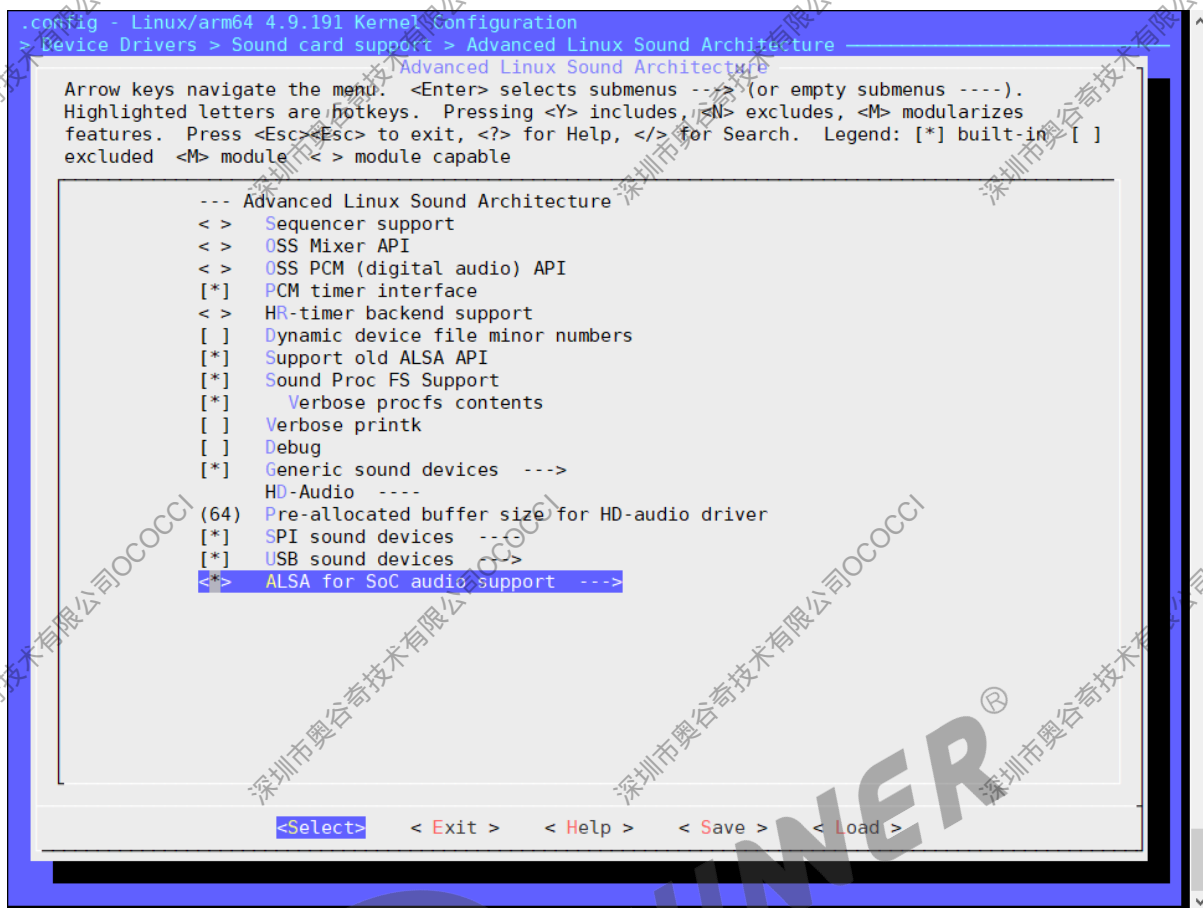 .config - Linux/arm64 4.9.191 Kernel Configuration
> Device Drivers > Sound card support > Advanced Linux Sound Architecture
Advanced Linux Sound Architecture
Arrow keys navigate the menu. <Enter> selects submenus ---> (or empty submenus ----).
Highlighted letters are hotkeys. Pressing <Y> includes, <N> excludes, <M> modularizes
features. Press <Esc><Esc> to exit, <?> for Help, </> for Search. Legend: [*] built-in [ ]
excluded <M> module < > module capable
--- Advanced Linux Sound Architecture
< > Sequencer support
< > OSS Mixer API
< > OSS PCM (digital audio) API
[*] PCM timer interface
< > HR-timer backend support
[ ] Dynamic device file minor numbers
[*] Support old ALSA API
[*] Sound Proc FS Support
[*] Verbose procfs contents
[ ] Verbose printk
[ ] Debug
[*] Generic sound devices --->
HD-Audio ----
(64) Pre-allocated buffer size for HD-audio driver
[*] SPI sound devices ----
[*] USB sound devices --->
<*> ALSA for SoC audio support --->
<Select> < Exit > < Help > < Save > < Load >
深圳市奥谷奇技术有限公司OCOCCI
深圳市奥谷奇技术有限公司OCOCCI
UNNER®